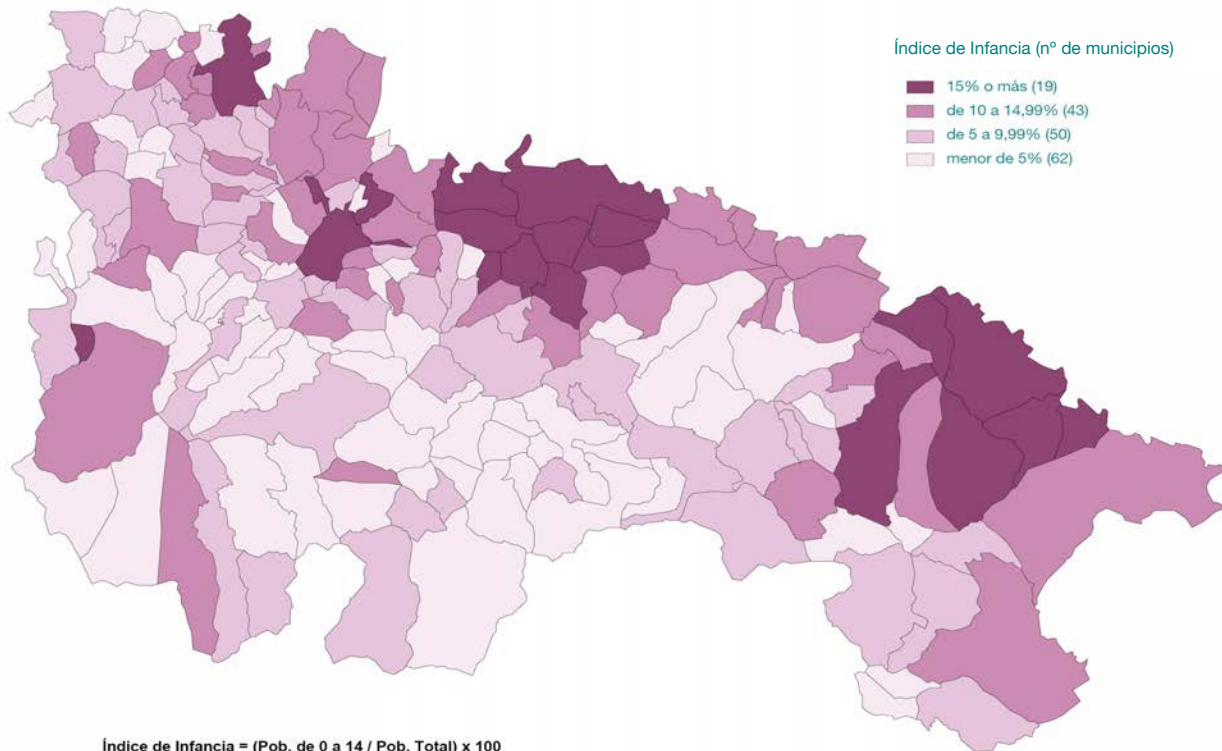 Índice de Infancia (nº de municipios)
15% o más (19)
de 10 a 14,99% (43)
de 5 a 9,99% (50)
menor de 5% (62)
Índice de Infancia = (Pob. de 0 a 14 / Pob. Total) x 100